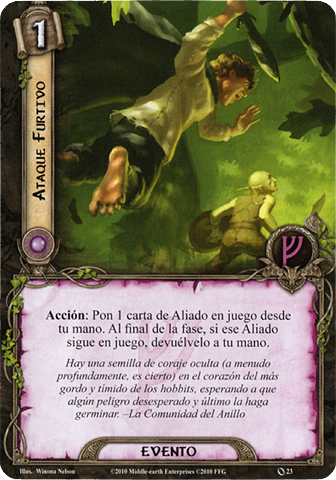 1
Ataque Furtivo
Acción: Pon 1 carta de Aliado en juego desde
tu mano. Al final de la fase, si ese Aliado
sigue en juego, devuélvelo a tu mano.
Hay una semilla de coraje oculta (a menudo
profundamente, es cierto) en el corazón del más
gordo y tímido de los hobbits, esperando a que
algún peligro desesperado y último la haga
germinar. –La Comunidad del Anillo
EVENTO
Illus. Winona Nelson ©2010 Middle-earth Enterprises ©2010 FFG 23